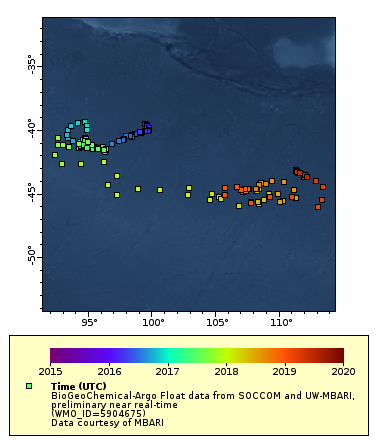 -35°
-40°
-45°
-50°
95° 100° 105° 110°
2015 2016 2017 2018 2019 2020
Time (UTC)
BioGeoChemical-Argo Float data from SOCCOM and UW-MBARI,
preliminary near real-time
(WMO_ID=5904675)
Data courtesy of MBARI